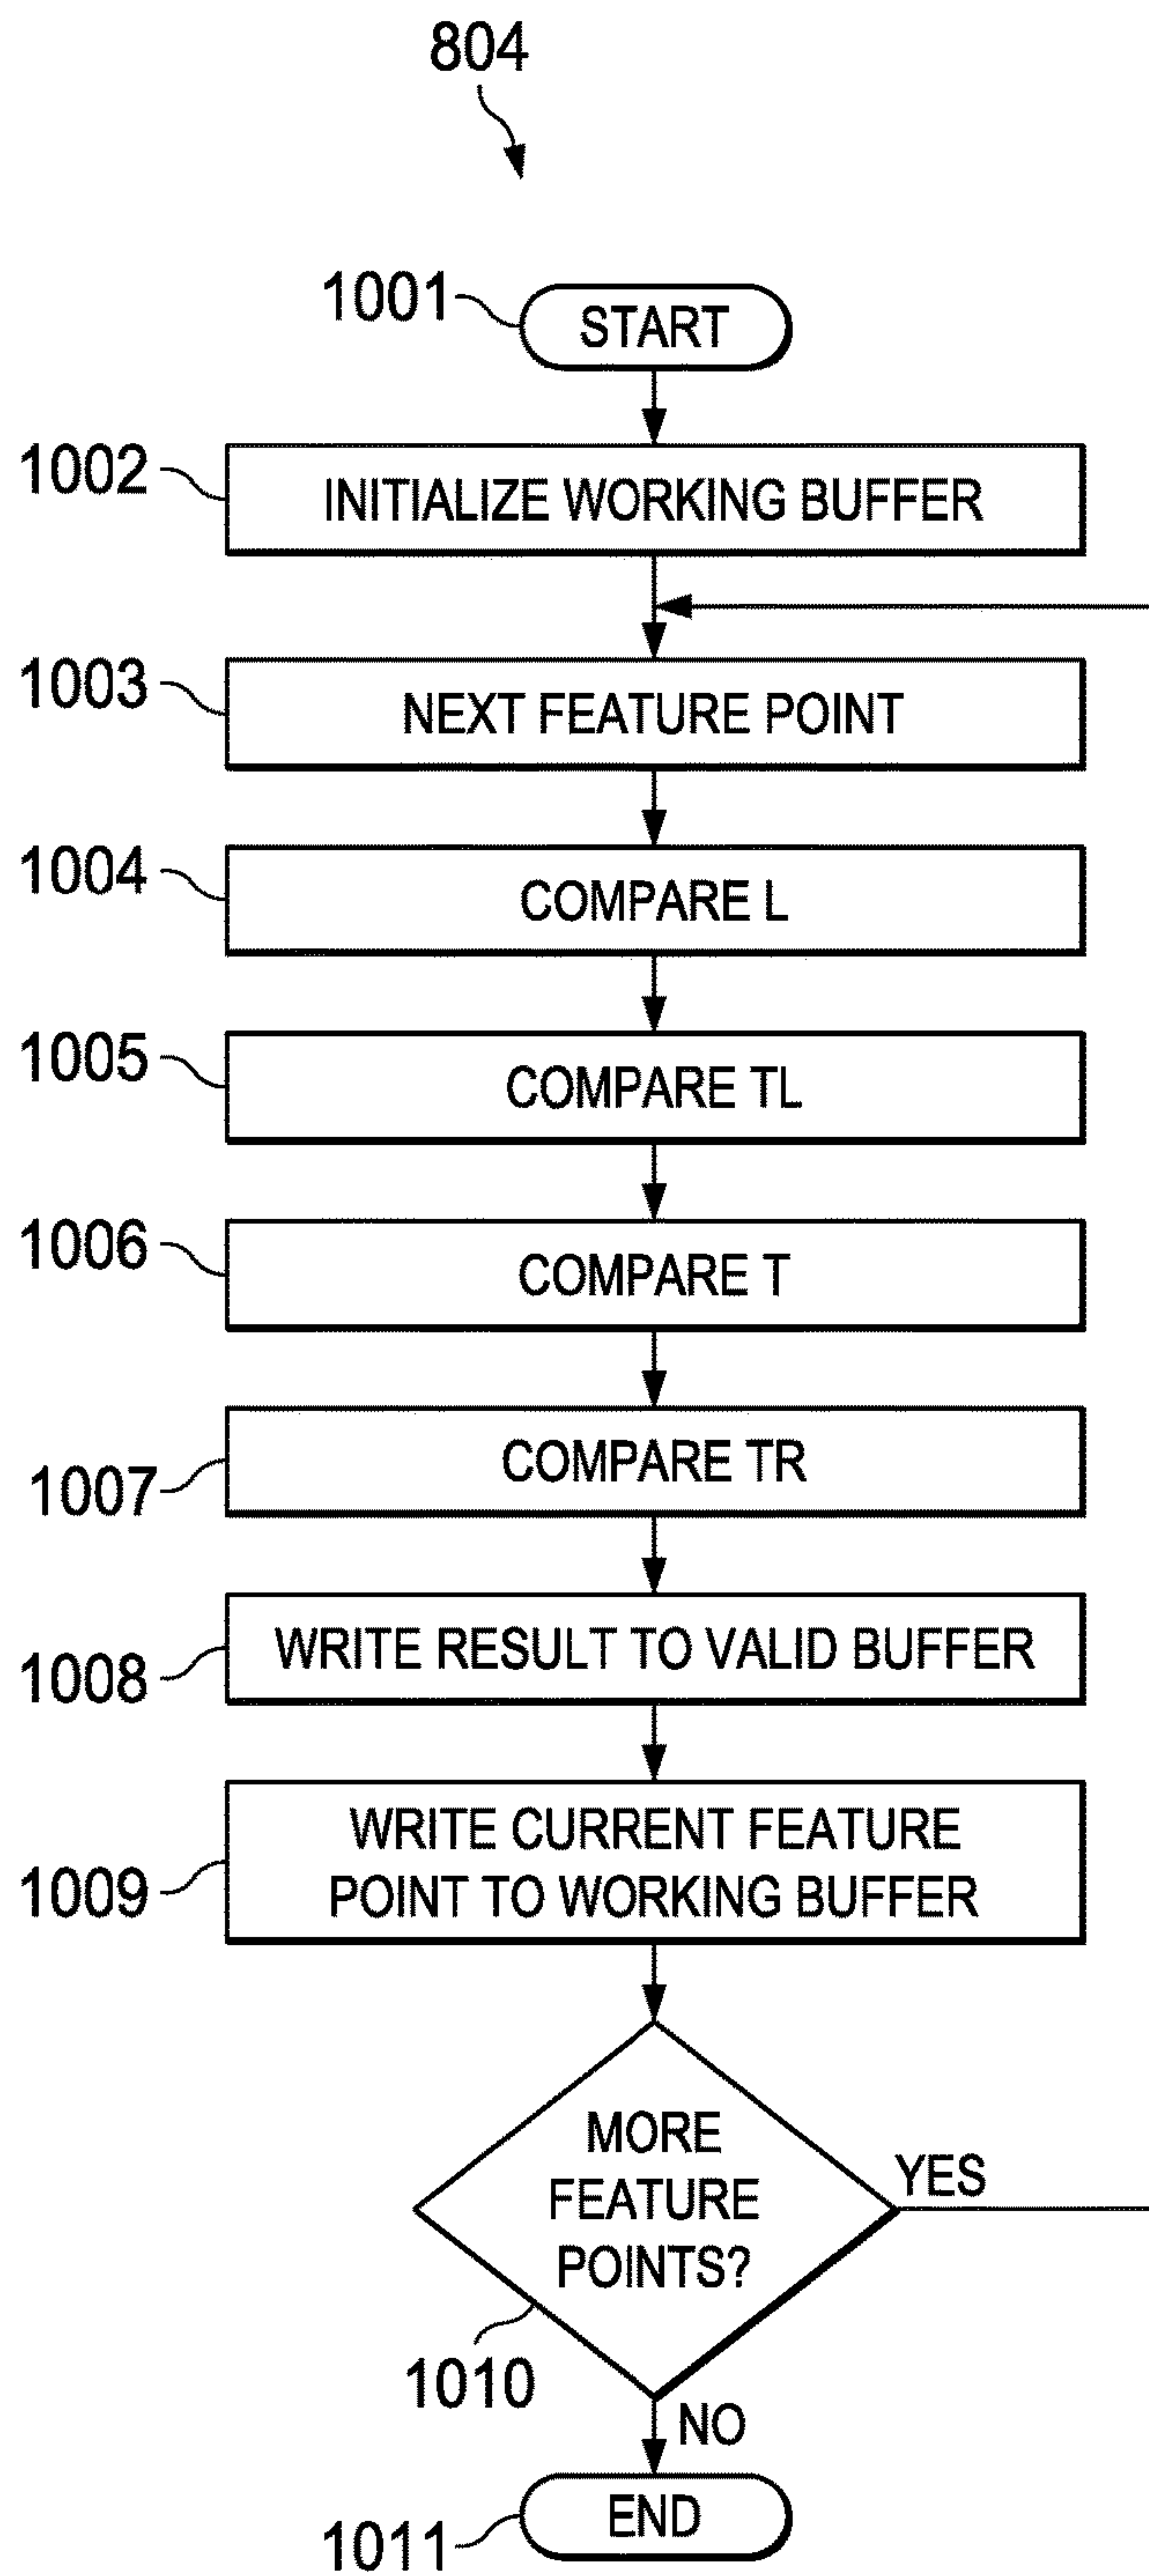 804
1001
START
1002
INITIALIZE WORKING BUFFER
1003
NEXT FEATURE POINT
1004
COMPARE L
1005
COMPARE TL
1006
COMPARE T
1007
COMPARE TR
1008
WRITE RESULT TO VALID BUFFER
1009
WRITE CURRENT FEATURE
POINT TO WORKING BUFFER
MORE
FEATURE
POINTS?
YES
1010
NO
1011
END